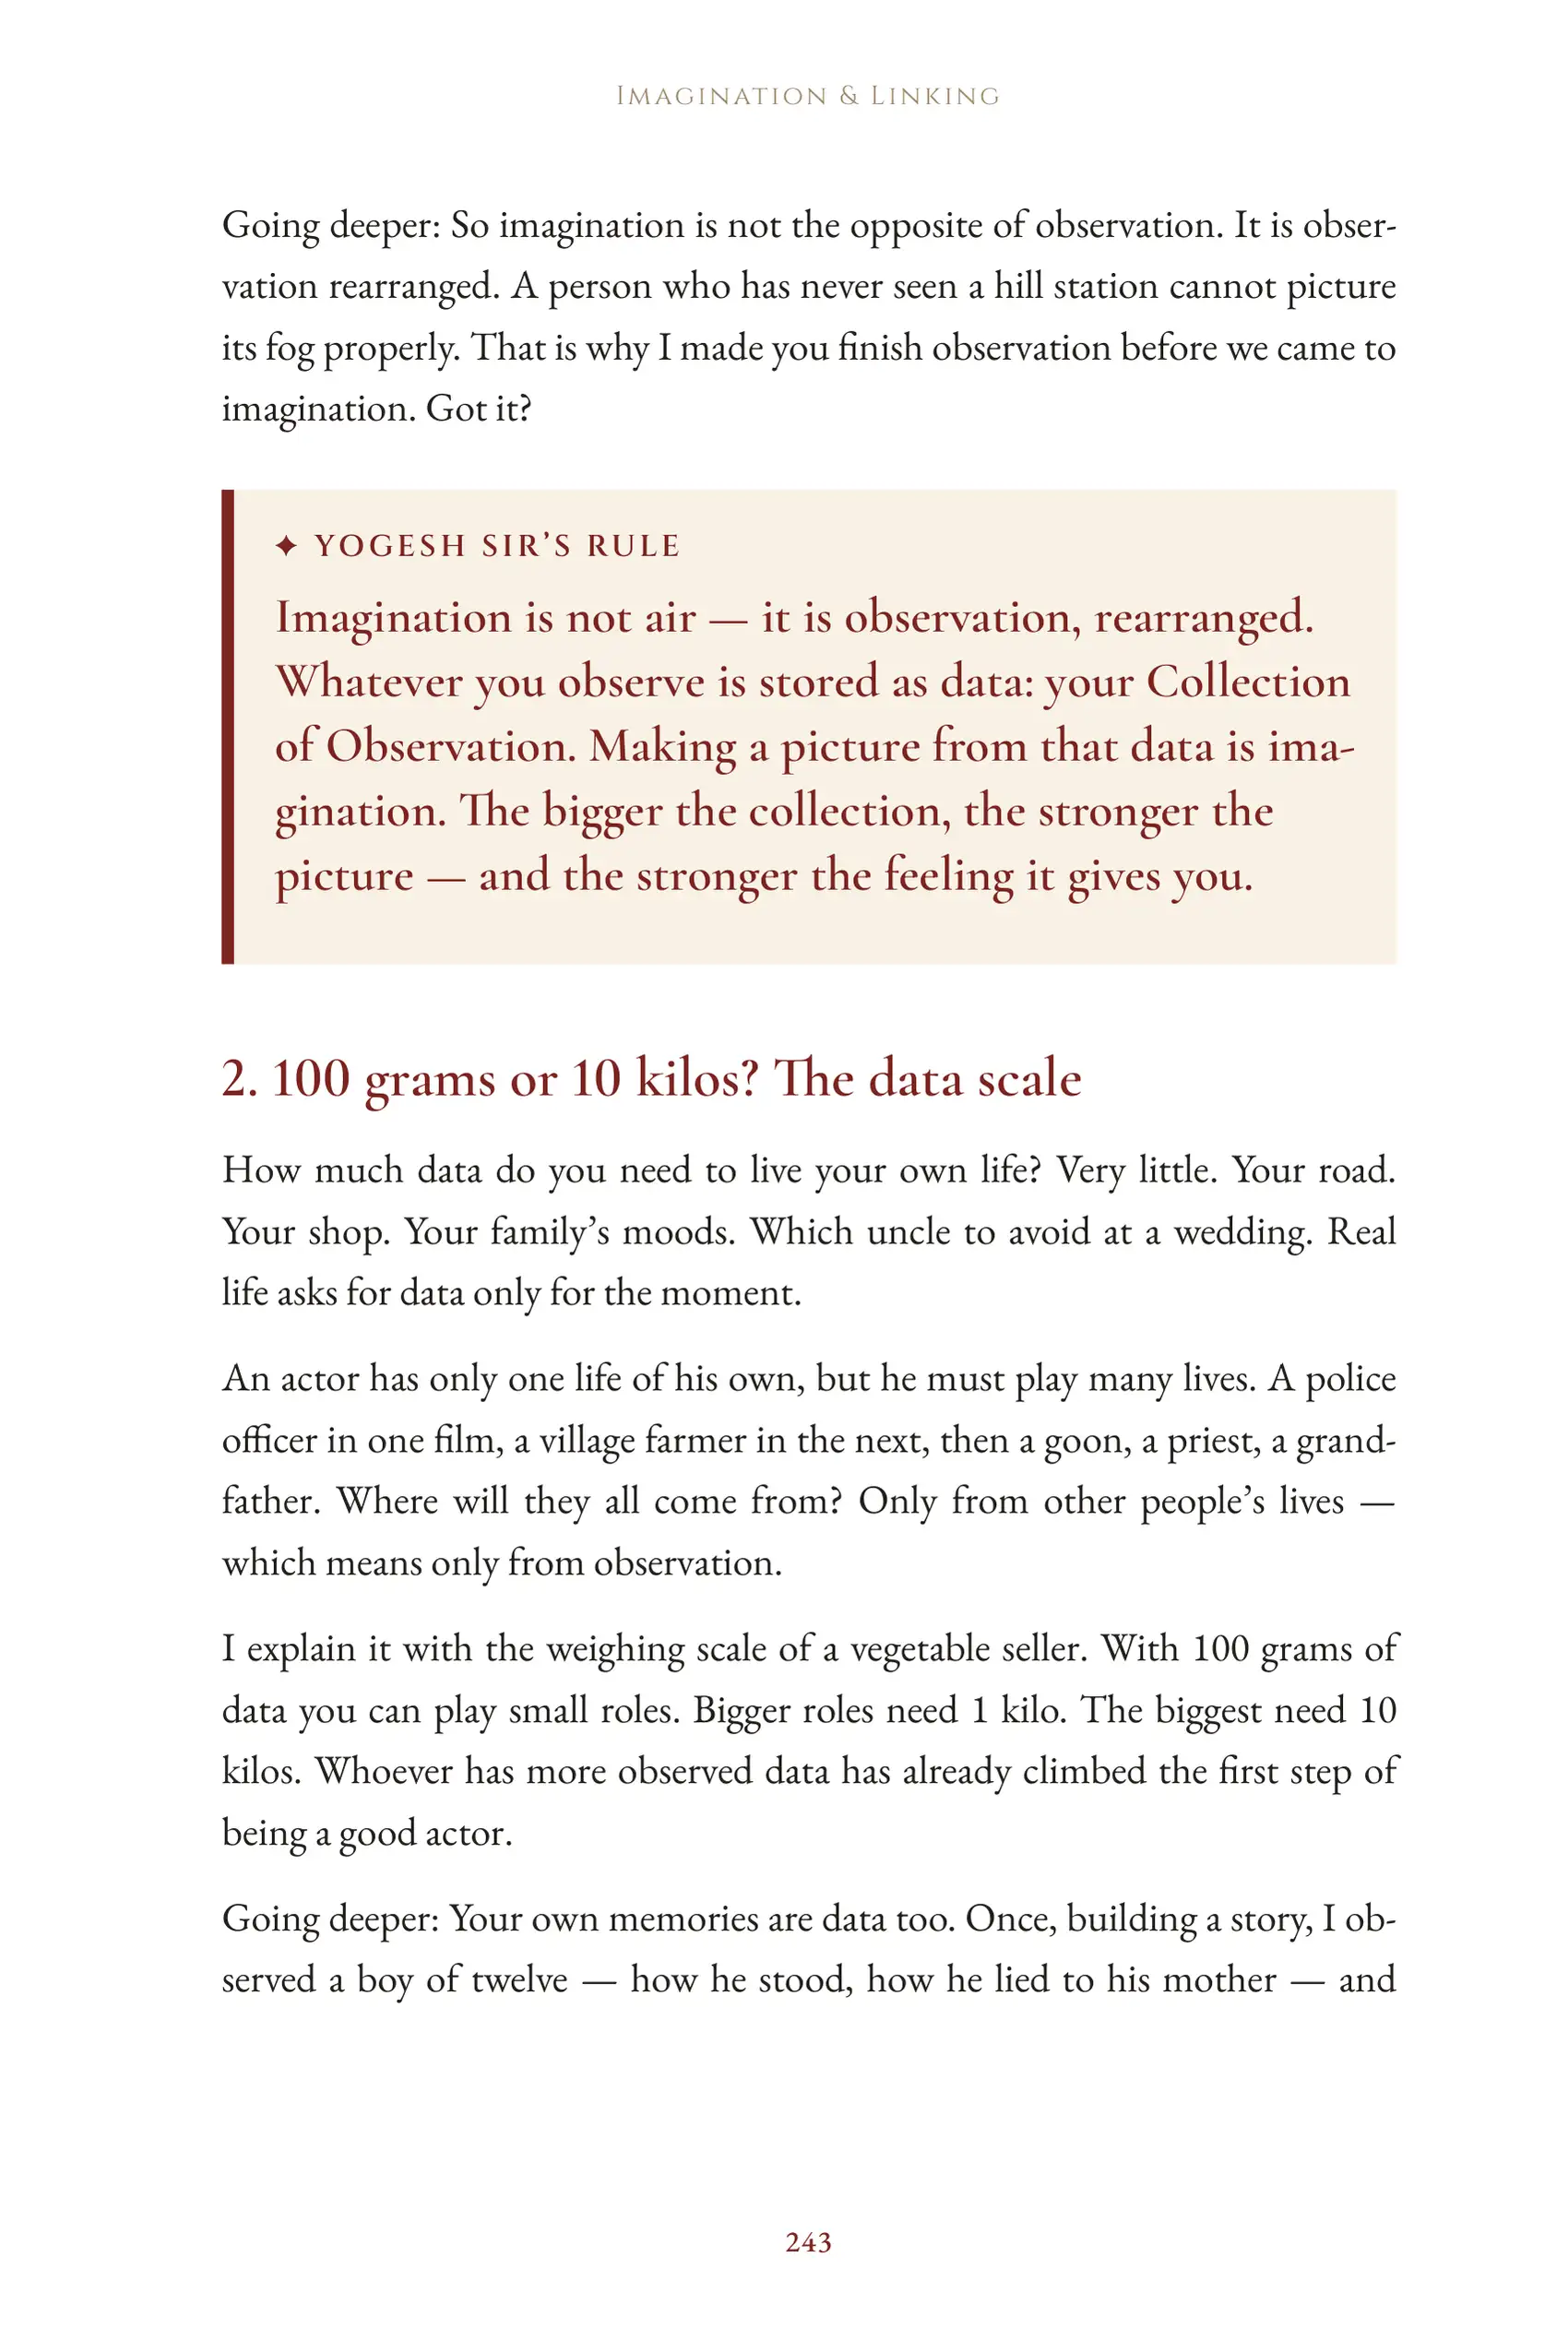 IMAGINATION & LINKING
Going deeper: So imagination is not the opposite of observation. It is obser-
vation rearranged. A person who has never seen a hill station cannot picture
its fog properly. That is why I made you finish observation before we came to
imagination. Got it?
✦ YOGESH SIR’S RULE
Imagination is not air — it is observation, rearranged.
Whatever you observe is stored as data: your Collection
of Observation. Making a picture from that data is ima-
gination. The bigger the collection, the stronger the
picture — and the stronger the feeling it gives you.
2. 100 grams or 10 kilos? The data scale
How much data do you need to live your own life? Very little. Your road.
Your shop. Your family’s moods. Which uncle to avoid at a wedding. Real
life asks for data only for the moment.
An actor has only one life of his own, but he must play many lives. A police
officer in one film, a village farmer in the next, then a goon, a priest, a grand-
father. Where will they all come from? Only from other people’s lives —
which means only from observation.
I explain it with the weighing scale of a vegetable seller. With 100 grams of
data you can play small roles. Bigger roles need 1 kilo. The biggest need 10
kilos. Whoever has more observed data has already climbed the first step of
being a good actor.
Going deeper: Your own memories are data too. Once, building a story, I ob-
served a boy of twelve — how he stood, how he lied to his mother — and
243